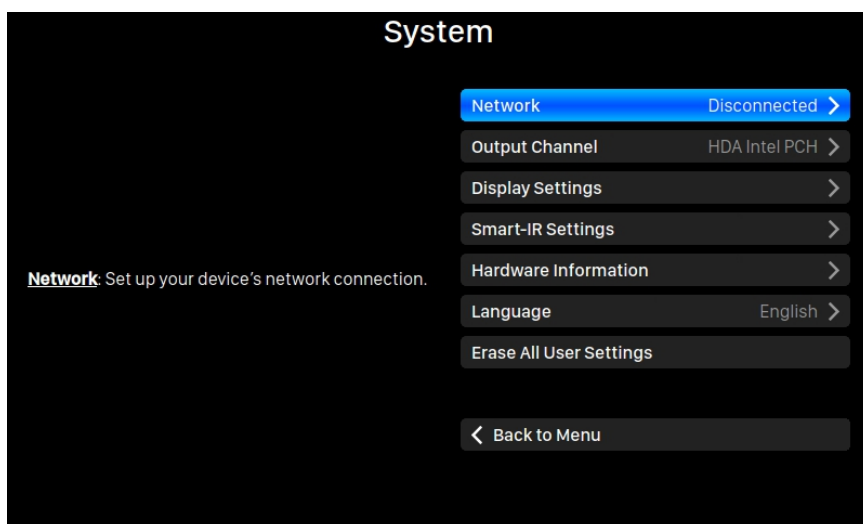 System
Network Disconnected
Output Channel HDA Intel PCH
Display Settings
Smart-IR Settings
Network: Set up your device's network connection.
Hardware Information
Language English
Erase All User Settings
Back to Menu